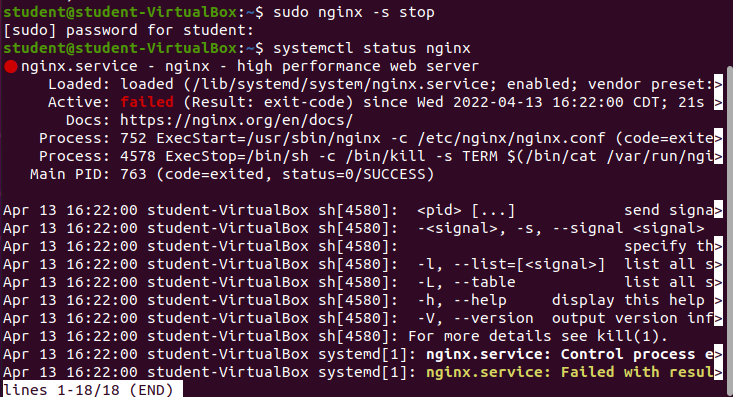 student@student-VirtualBox:~$ sudo nginx -s stop
[sudo] password for student:
student@student-VirtualBox:~$ systemctl status nginx
● nginx.service - nginx - high performance web server
     Loaded: loaded (/lib/systemd/system/nginx.service; enabled; vendor preset:>
     Active: failed (Result: exit-code) since Wed 2022-04-13 16:22:00 CDT; 21s >
       Docs: https://nginx.org/en/docs/
    Process: 752 ExecStart=/usr/sbin/nginx -c /etc/nginx/nginx.conf (code=exite>
    Process: 4578 ExecStop=/bin/sh -c /bin/kill -s TERM $(/bin/cat /var/run/ngi>
   Main PID: 763 (code=exited, status=0/SUCCESS)

Apr 13 16:22:00 student-VirtualBox sh[4580]:  <pid> [...]            send signa>
Apr 13 16:22:00 student-VirtualBox sh[4580]:  -<signal>, -s, --signal <signal>  >
Apr 13 16:22:00 student-VirtualBox sh[4580]:                         specify th>
Apr 13 16:22:00 student-VirtualBox sh[4580]:  -l, --list=[<signal>]  list all s>
Apr 13 16:22:00 student-VirtualBox sh[4580]:  -L, --table            list all s>
Apr 13 16:22:00 student-VirtualBox sh[4580]:  -h, --help     display this help >
Apr 13 16:22:00 student-VirtualBox sh[4580]:  -V, --version  output version inf>
Apr 13 16:22:00 student-VirtualBox sh[4580]: For more details see kill(1).
Apr 13 16:22:00 student-VirtualBox systemd[1]: nginx.service: Control process e>
Apr 13 16:22:00 student-VirtualBox systemd[1]: nginx.service: Failed with resul>
lines 1-18/18 (END)